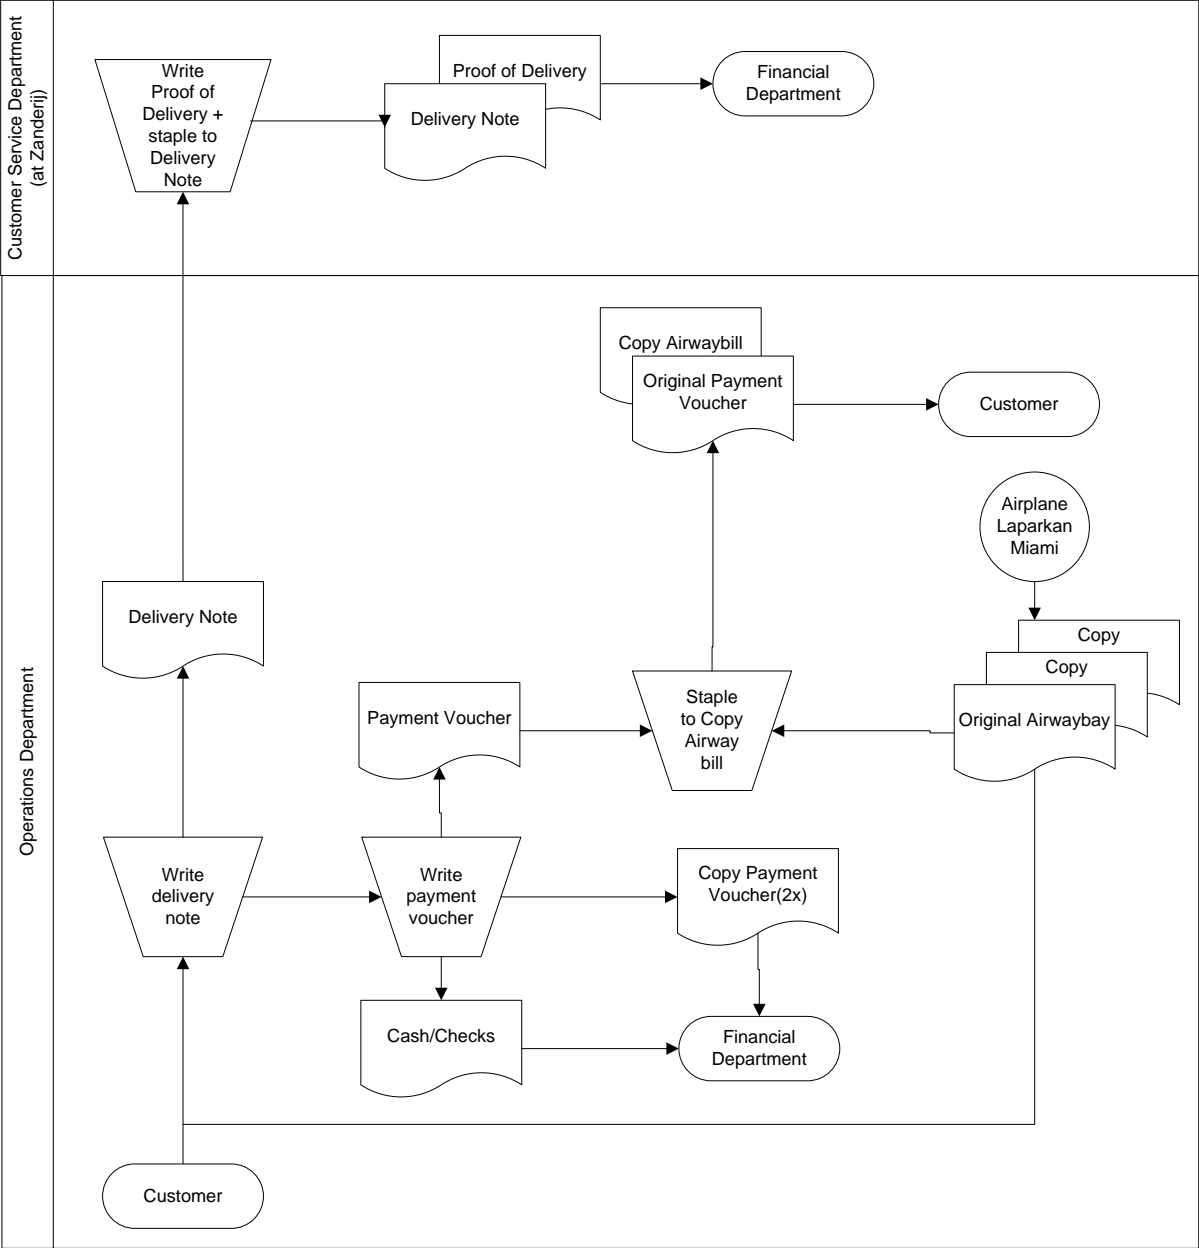 Customer Service Department
(at Zanderij)
Write
Proof of
Delivery +
staple to
Delivery
Note
Proof of Delivery
Delivery Note
Financial
Department
Operations Department
Copy Airwaybill
Original Payment
Voucher
Customer
Airplane
Laparkan
Miami
Delivery Note
Copy
Copy
Original Airwaybay
Payment Voucher
Staple
to Copy
Airway
bill
Write
delivery
note
Write
payment
voucher
Copy Payment
Voucher(2x)
Cash/Checks
Financial
Department
Customer